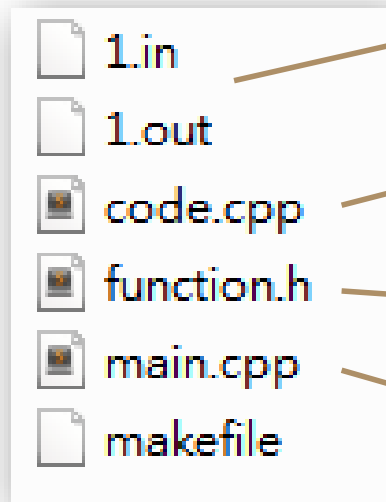 1.in
1.out
code.cpp
function.h
main.cpp
makefile